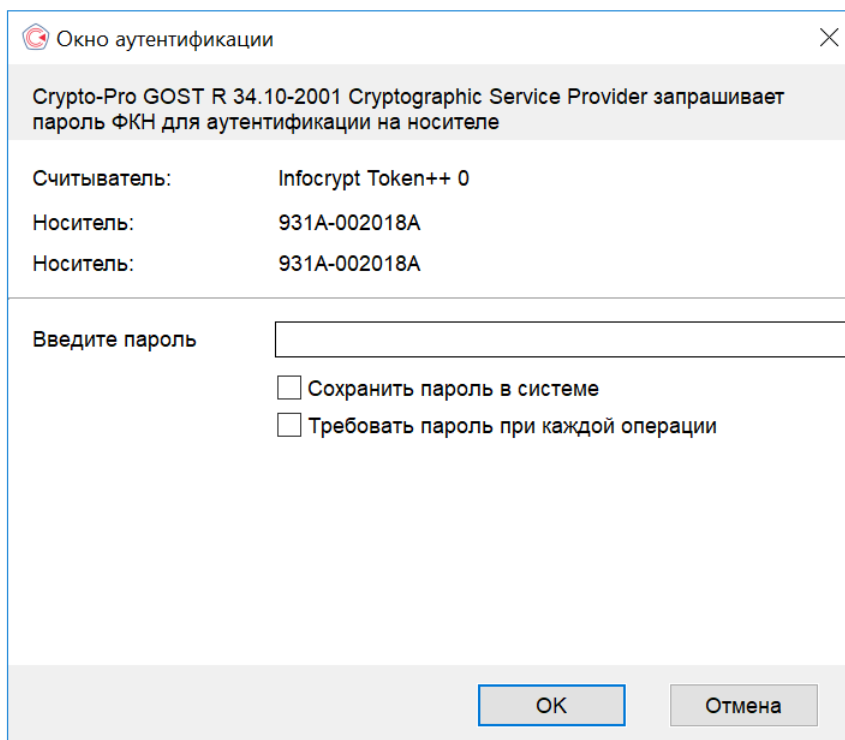 Окно аутентификации
Crypto-Pro GOST R 34.10-2001 Cryptographic Service Provider запрашивает
пароль ФКН для аутентификации на носителе
Считыватель: Infocrypt Token++ 0
Носитель: 931A-002018A
Носитель: 931A-002018A
Введите пароль
Сохранить пароль в системе
Требовать пароль при каждой операции
OK Отмена